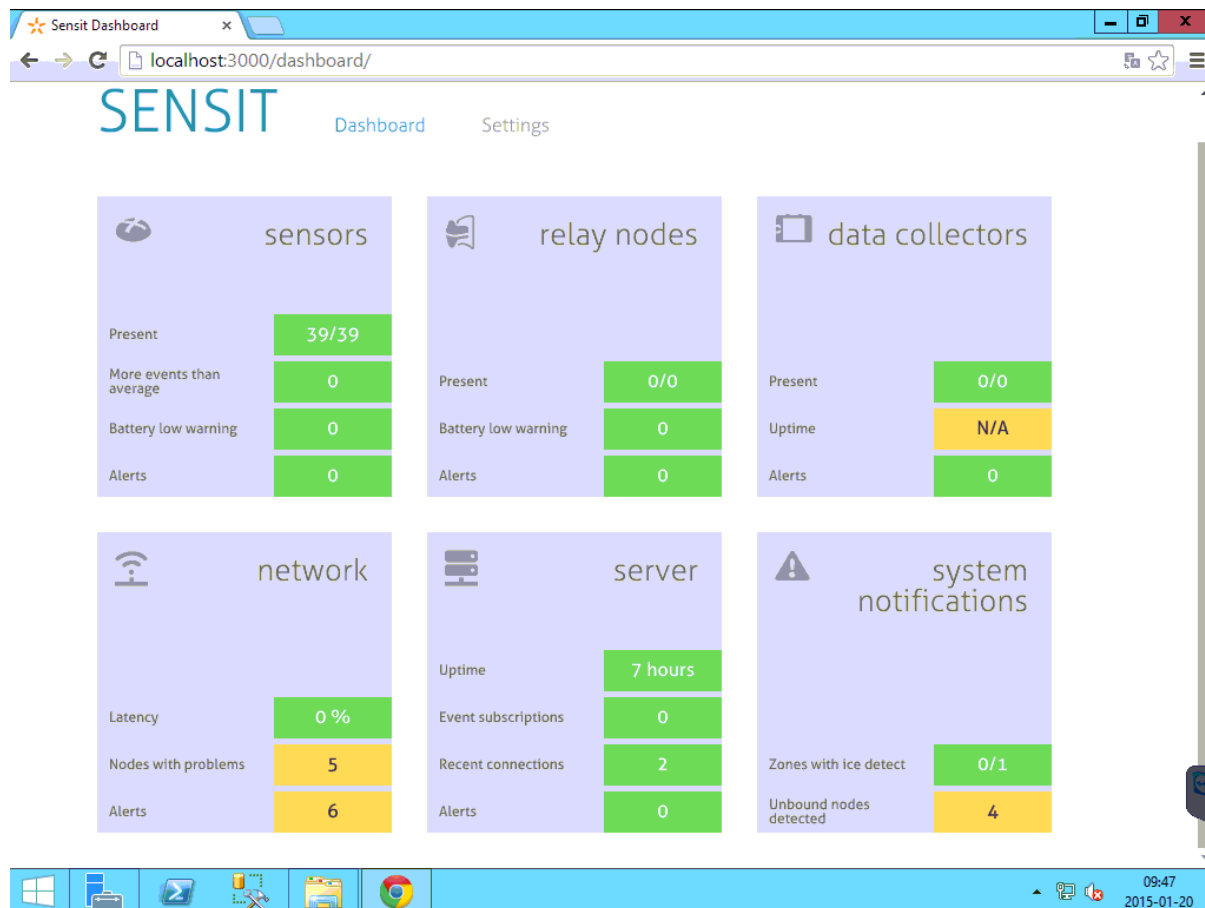 Sensit Dashboard
localhost:3000/dashboard/
SENSIT
Dashboard
Settings
sensors
Present
39/39
More events than
average
0
Battery low warning
0
Alerts
0
relay nodes
Present
0/0
Battery low warning
0
Alerts
0
data collectors
Present
0/0
Uptime
N/A
Alerts
0
network
Latency
0 %
Nodes with problems
5
Alerts
6
server
Uptime
7 hours
Event subscriptions
0
Recent connections
2
Alerts
0
system
notifications
Zones with ice detect
0/1
Unbound nodes
detected
4
09:47
2015-01-20